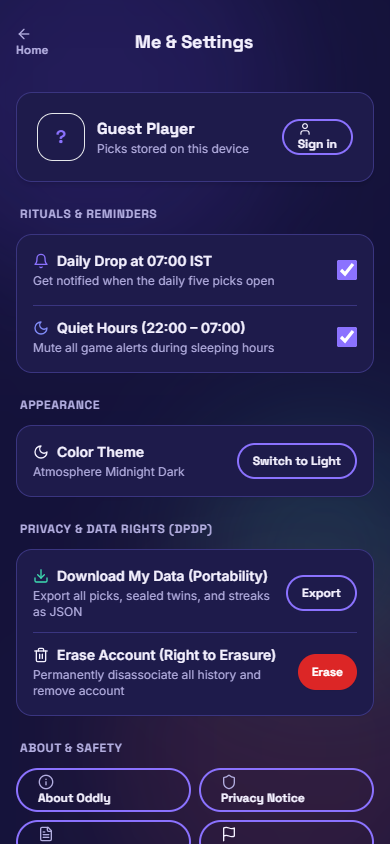 Home
Me & Settings
?
Guest Player
Picks stored on this device
Sign in
RITUALS & REMINDERS
Daily Drop at 07:00 IST
Get notified when the daily five picks open
Quiet Hours (22:00 – 07:00)
Mute all game alerts during sleeping hours
APPEARANCE
Color Theme
Atmosphere Midnight Dark
Switch to Light
PRIVACY & DATA RIGHTS (DPDP)
Download My Data (Portability)
Export all picks, sealed twins, and streaks
as JSON
Export
Erase Account (Right to Erasure)
Permanently disassociate all history and
remove account
Erase
ABOUT & SAFETY
About Oddly
Privacy Notice